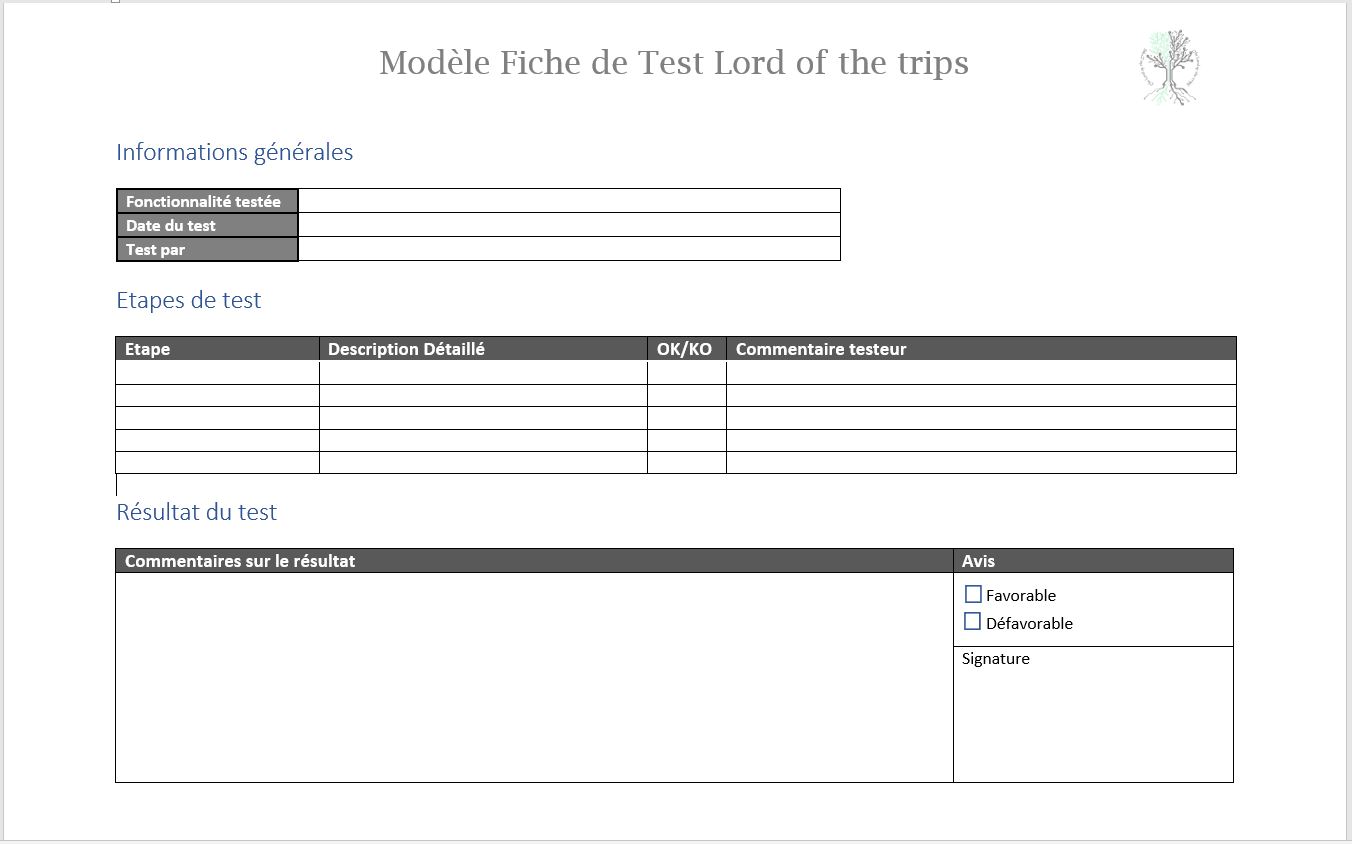 Modèle Fiche de Test Lord of the trips
Informations générales
Fonctionnalité testée
Date du test
Test par
Etapes de test
Etape Description Détaillé OK/KO Commentaire testeur
Résultat du test
Commentaires sur le résultat Avis
Favorable
Défavorable
Signature